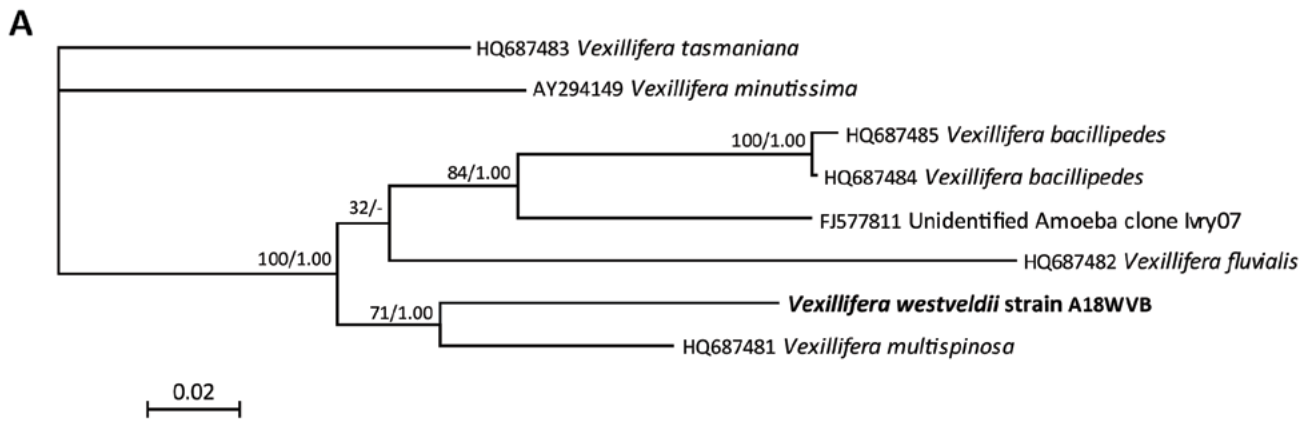 A
HQ687483 Vexillifera tasmaniana
AY294149 Vexillifera minutissima
100/1.00
HQ687485 Vexillifera bacillipedes
84/1.00
HQ687484 Vexillifera bacillipedes
32/-
FJ577811 Unidentified Amoeba clone Ivry07
100/1.00
HQ687482 Vexillifera fluvialis
71/1.00
Vexillifera westveldii strain A18WVB
HQ687481 Vexillifera multispinosa
0.02